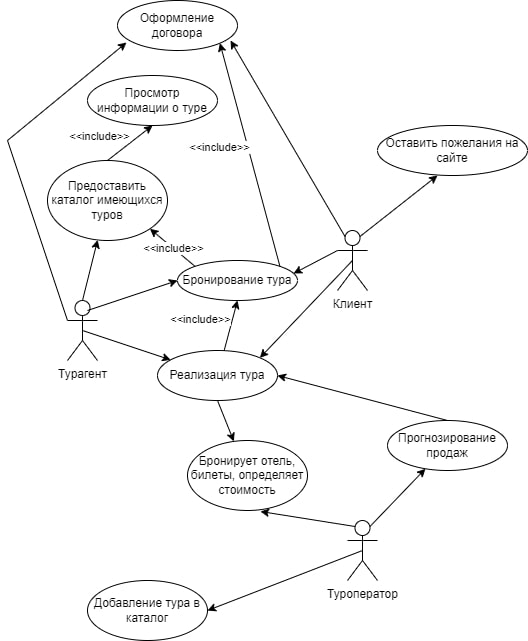 Оформление
договора
Просмотр
информации о туре
<<include>>
<<include>>
Оставить пожелания на
сайте
Предоставить
каталог имеющихся
туров
<<include>>
Бронирование тура
Клиент
<<include>>
Турагент
Реализация тура
Прогнозирование
продаж
Бронирует отель,
билеты, определяет
стоимость
Туроператор
Добавление тура в
каталог